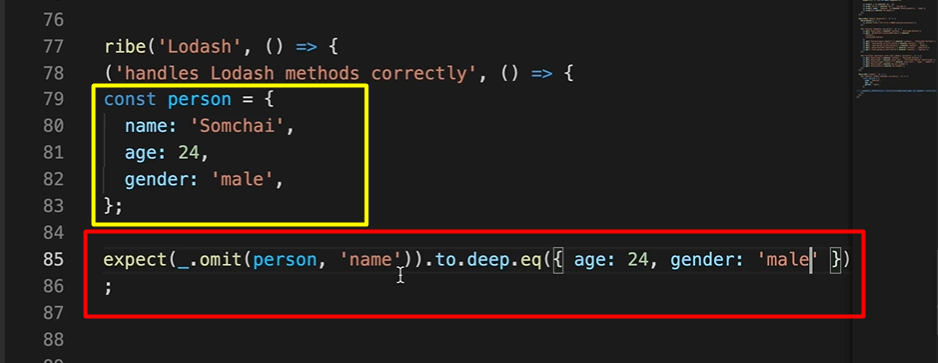 76
77 ribe('Lodash', () => {
78 ('handles Lodash methods correctly', () => {
79 const person = {
80 name: 'Somchai',
81 age: 24,
82 gender: 'male',
83 };
84
85 expect(_.omit(person, 'name')).to.deep.eq({ age: 24, gender: 'male' })
86 ;
87
88